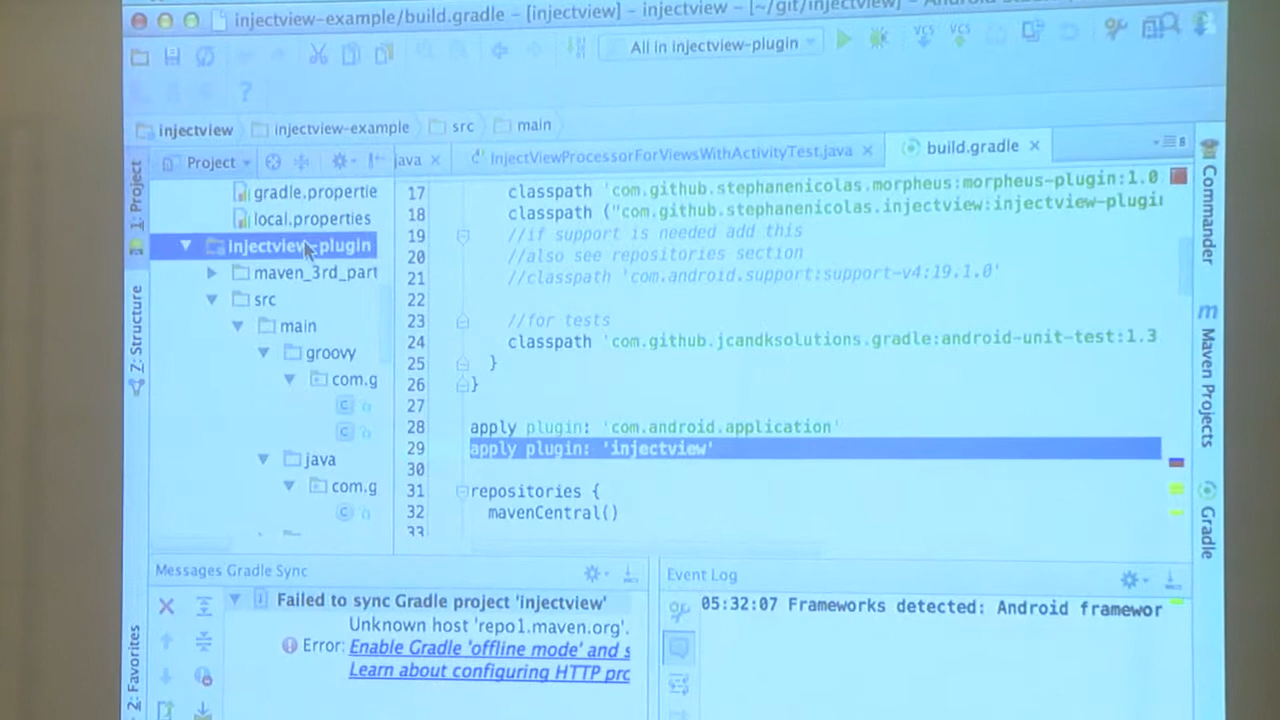 injectview-example/build.gradle – [injectview] – injectview – [~/git/injectview]
All in injectview-plugin
VCS VCS
?
injectview injectview-example src main
Project
java
InjectViewProcessorForViewsWithActivityTest.java
build.gradle
1: Project
Z: Structure
2: Favorites
gradle.propertie
local.properties
injectview-plugin
maven_3rd_part
src
main
groovy
com.g
java
com.g
17 classpath 'com.github.stephanenicolas.morpheus:morpheus-plugin:1.0
18 classpath ("com.github.stephanenicolas.injectview:injectview-plugi
19 //if support is needed add this
20 //also see repositories section
21 //classpath 'com.android.support:support-v4:19.1.0'
22
23 //for tests
24 classpath 'com.github.jcandksolutions.gradle:android-unit-test:1.3
25 }
26 }
27
28 apply plugin: 'com.android.application'
29 apply plugin: 'injectview'
30
31 repositories {
32 mavenCentral()
33
Commander
Maven Projects
Gradle
Messages Gradle Sync
Failed to sync Gradle project 'injectview'
Unknown host 'repo1.maven.org'.
Error: Enable Gradle 'offline mode' and s
Learn about configuring HTTP pro
Event Log
05:32:07 Frameworks detected: Android framewor